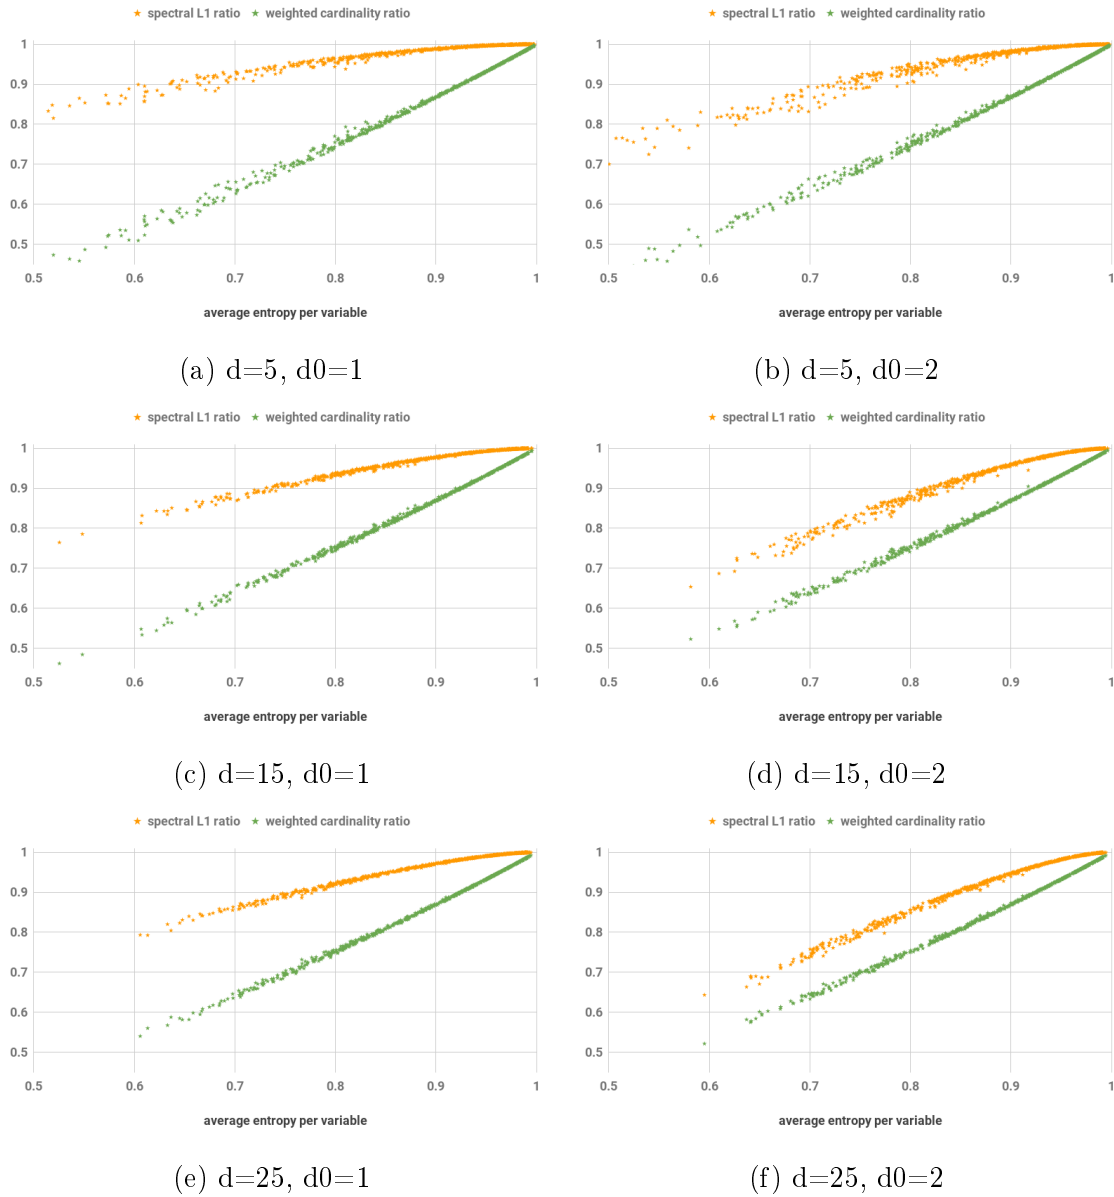 ★ spectral L1 ratio ★ weighted cardinality ratio
1
0.9
0.8
0.7
0.6
0.5
0.5 0.6 0.7 0.8 0.9 1
average entropy per variable
(a) d=5, d0=1
★ spectral L1 ratio ★ weighted cardinality ratio
1
0.9
0.8
0.7
0.6
0.5
0.5 0.6 0.7 0.8 0.9 1
average entropy per variable
(b) d=5, d0=2
★ spectral L1 ratio ★ weighted cardinality ratio
1
0.9
0.8
0.7
0.6
0.5
0.5 0.6 0.7 0.8 0.9 1
average entropy per variable
(c) d=15, d0=1
★ spectral L1 ratio ★ weighted cardinality ratio
1
0.9
0.8
0.7
0.6
0.5
0.5 0.6 0.7 0.8 0.9 1
average entropy per variable
(d) d=15, d0=2
★ spectral L1 ratio ★ weighted cardinality ratio
1
0.9
0.8
0.7
0.6
0.5
0.5 0.6 0.7 0.8 0.9 1
average entropy per variable
(e) d=25, d0=1
★ spectral L1 ratio ★ weighted cardinality ratio
1
0.9
0.8
0.7
0.6
0.5
0.5 0.6 0.7 0.8 0.9 1
average entropy per variable
(f) d=25, d0=2